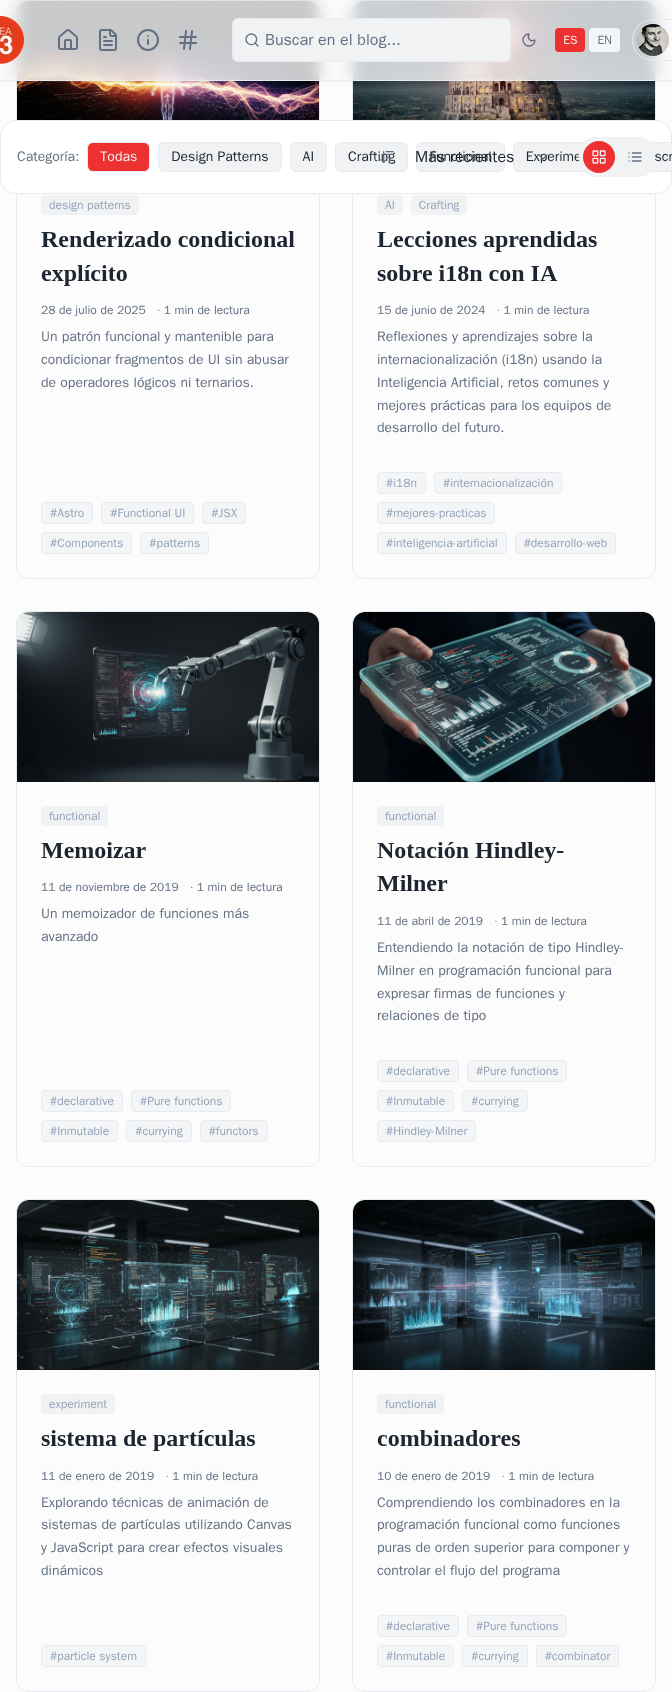 EA
3
Buscar en el blog...
ES
EN
Categoría:
Todas
Design Patterns
AI
Crafting
Functional
Más recientes
Experime
scr
design patterns
Renderizado condicional
explícito
28 de julio de 2025 · 1 min de lectura
Un patrón funcional y mantenible para
condicionar fragmentos de UI sin abusar
de operadores lógicos ni ternarios.
#Astro #Functional UI #JSX
#Components #patterns
AI Crafting
Lecciones aprendidas
sobre i18n con IA
15 de junio de 2024 · 1 min de lectura
Reflexiones y aprendizajes sobre la
internacionalización (i18n) usando la
Inteligencia Artificial, retos comunes y
mejores prácticas para los equipos de
desarrollo del futuro.
#i18n #internacionalización
#mejores-practicas
#inteligencia-artificial #desarrollo-web
functional
Memoizar
11 de noviembre de 2019 · 1 min de lectura
Un memoizador de funciones más
avanzado
#declarative #Pure functions
#Inmutable #currying #functors
functional
Notación Hindley-
Milner
11 de abril de 2019 · 1 min de lectura
Entendiendo la notación de tipo Hindley-
Milner en programación funcional para
expresar firmas de funciones y
relaciones de tipo
#declarative #Pure functions
#Inmutable #currying
#Hindley-Milner
experiment
sistema de partículas
11 de enero de 2019 · 1 min de lectura
Explorando técnicas de animación de
sistemas de partículas utilizando Canvas
y JavaScript para crear efectos visuales
dinámicos
#particle system
functional
combinadores
10 de enero de 2019 · 1 min de lectura
Comprendiendo los combinadores en la
programación funcional como funciones
puras de orden superior para componer y
controlar el flujo del programa
#declarative #Pure functions
#Inmutable #currying #combinator